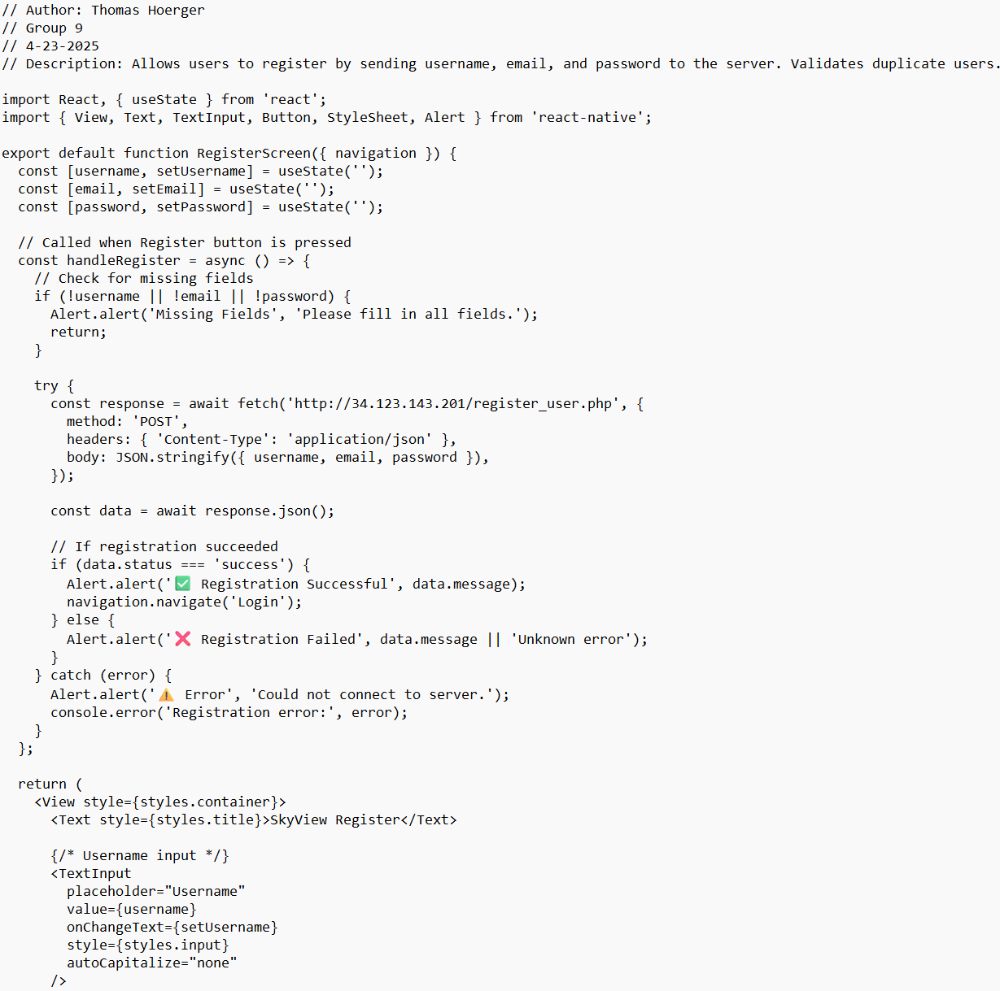 // Author: Thomas Hoerger
// Group 9
// 4-23-2025
// Description: Allows users to register by sending username, email, and password to the server. Validates duplicate users.

import React, { useState } from 'react';
import { View, Text, TextInput, Button, StyleSheet, Alert } from 'react-native';

export default function RegisterScreen({ navigation }) {
  const [username, setUsername] = useState('');
  const [email, setEmail] = useState('');
  const [password, setPassword] = useState('');

  // Called when Register button is pressed
  const handleRegister = async () => {
    // Check for missing fields
    if (!username || !email || !password) {
      Alert.alert('Missing Fields', 'Please fill in all fields.');
      return;
    }

    try {
      const response = await fetch('http://34.123.143.201/register_user.php', {
        method: 'POST',
        headers: { 'Content-Type': 'application/json' },
        body: JSON.stringify({ username, email, password }),
      });

      const data = await response.json();

      // If registration succeeded
      if (data.status === 'success') {
        Alert.alert('✅ Registration Successful', data.message);
        navigation.navigate('Login');
      } else {
        Alert.alert('❌ Registration Failed', data.message || 'Unknown error');
      }
    } catch (error) {
      Alert.alert('⚠️ Error', 'Could not connect to server.');
      console.error('Registration error:', error);
    }
  };

  return (
    <View style={styles.container}>
      <Text style={styles.title}>SkyView Register</Text>

      {/* Username input */}
      <TextInput
        placeholder="Username"
        value={username}
        onChangeText={setUsername}
        style={styles.input}
        autoCapitalize="none"
      />